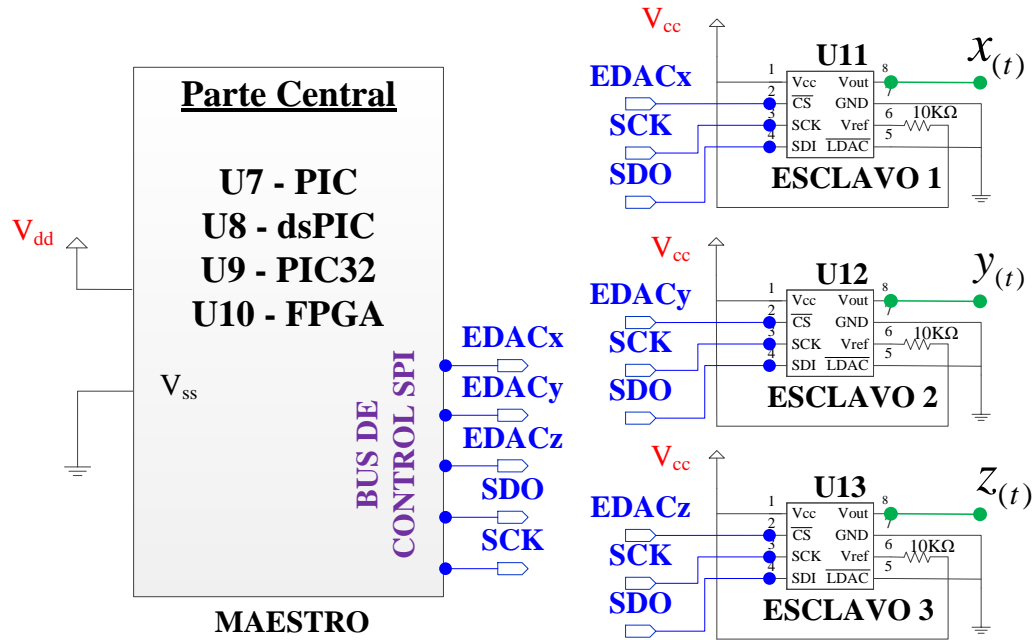 Parte Central
U7 - PIC
U8 - dsPIC
U9 - PIC32
U10 - FPGA
Vdd
Vss
BUS DE
CONTROL SPI
EDACx
EDACy
EDACz
SDO
SCK
MAESTRO
Vcc
U11
x(t)
EDACx
SCK
SDO
1 Vcc Vout 8
2 CS GND 7
3 SCK Vref 6 10KΩ
4 SDI LDAC 5
ESCLAVO 1
Vcc
U12
y(t)
EDACy
SCK
SDO
1 Vcc Vout 8
2 CS GND 7
3 SCK Vref 6 10KΩ
4 SDI LDAC 5
ESCLAVO 2
Vcc
U13
z(t)
EDACz
SCK
SDO
1 Vcc Vout 8
2 CS GND 7
3 SCK Vref 6 10KΩ
4 SDI LDAC 5
ESCLAVO 3